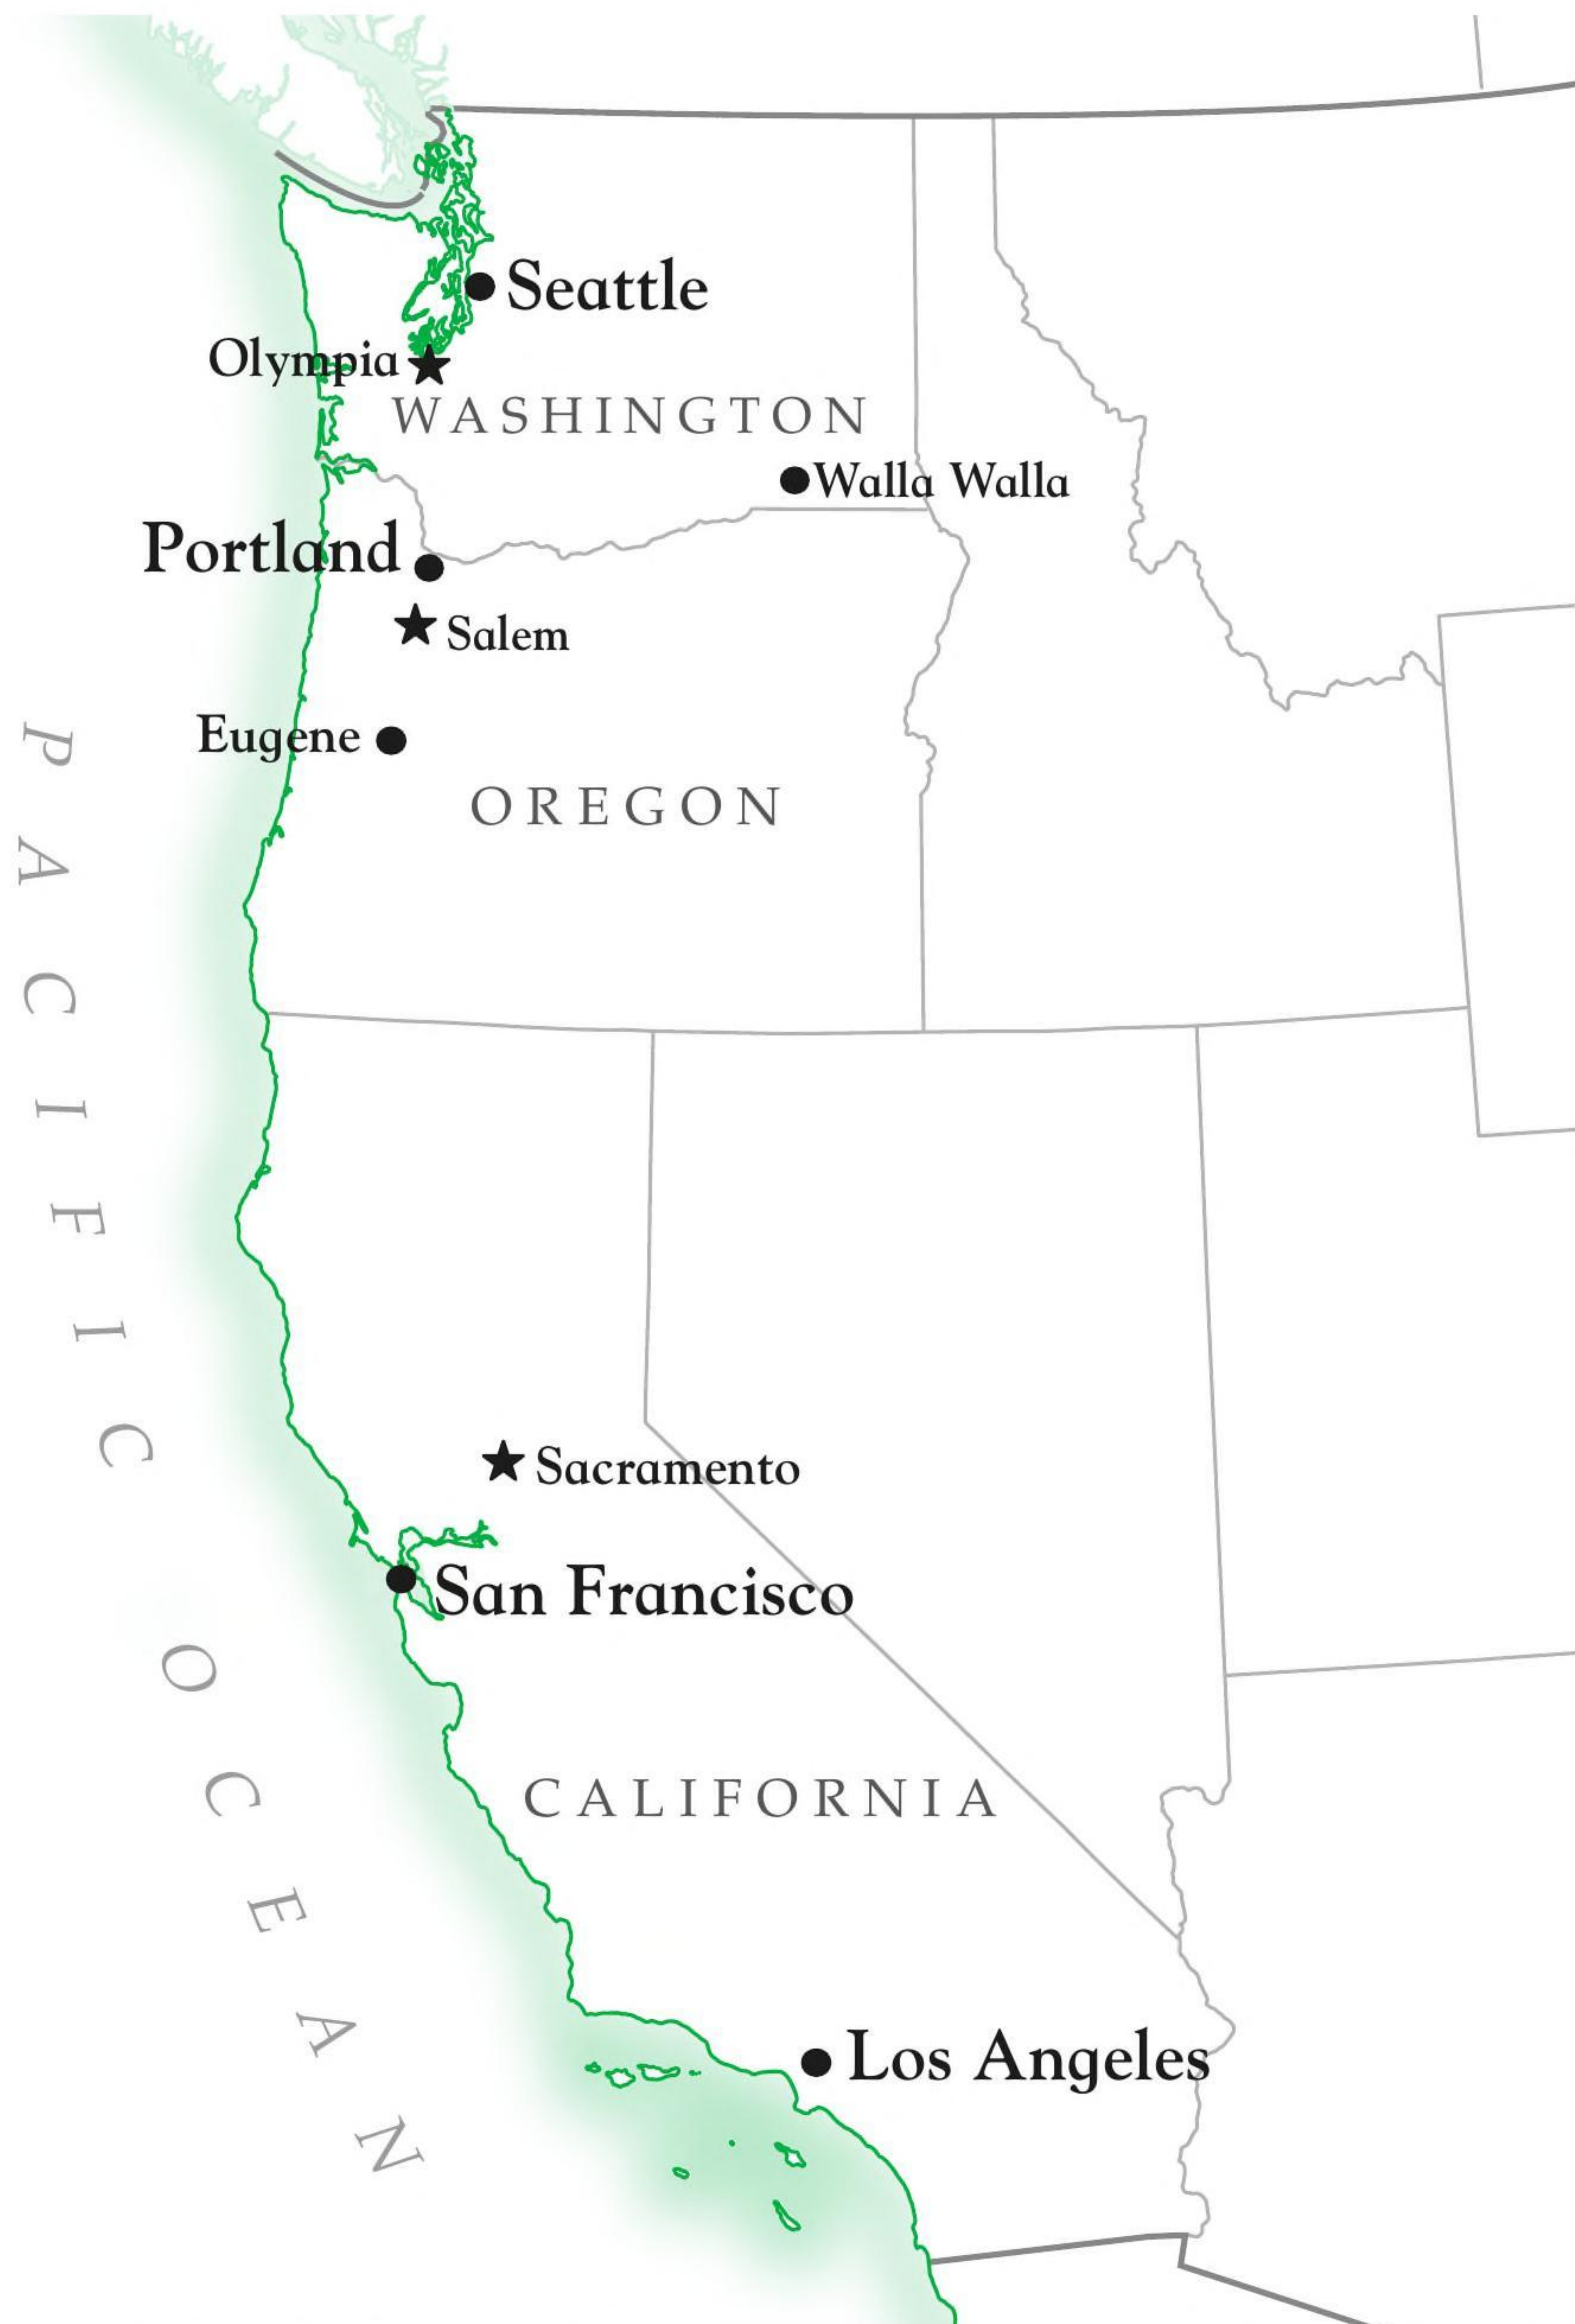 Seattle
Olympia
WASHINGTON
Walla Walla
Portland
Salem
Eugene
OREGON
PACIFIC OCEAN
Sacramento
San Francisco
CALIFORNIA
Los Angeles